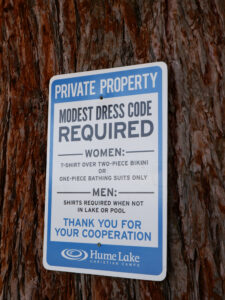 PRIVATE PROPERTY
MODEST DRESS CODE
REQUIRED
WOMEN:
T-SHIRT OVER TWO-PIECE BIKINI
OR
ONE-PIECE BATHING SUITS ONLY
MEN:
SHIRTS REQUIRED WHEN NOT
IN LAKE OR POOL
THANK YOU FOR
YOUR COOPERATION
Hume Lake
CHRISTIAN CAMPS